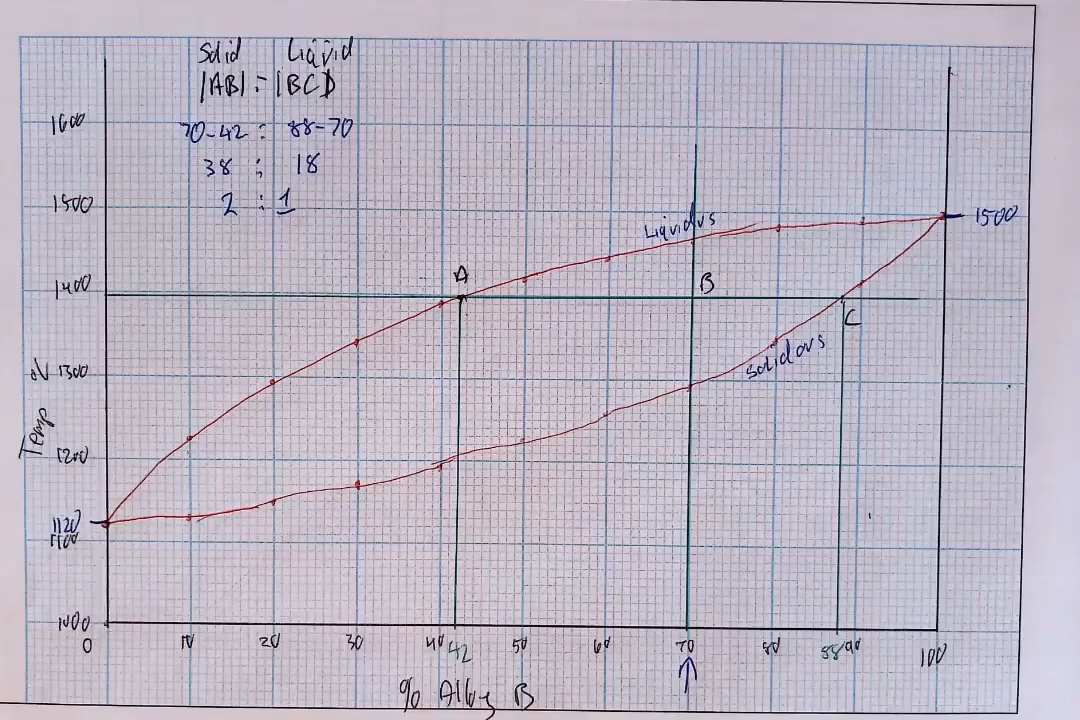 Solid Liquid
|AB| : |BCD
70-42 : 88-70
38 : 18
2 : 1
1600
1500
1400
1300
1200
1120
1100
1000
Temp
Liquidus
Solidus
A
B
C
1500
0 10 20 30 40 42 50 60 70 80 88 90 100
% Alloy B